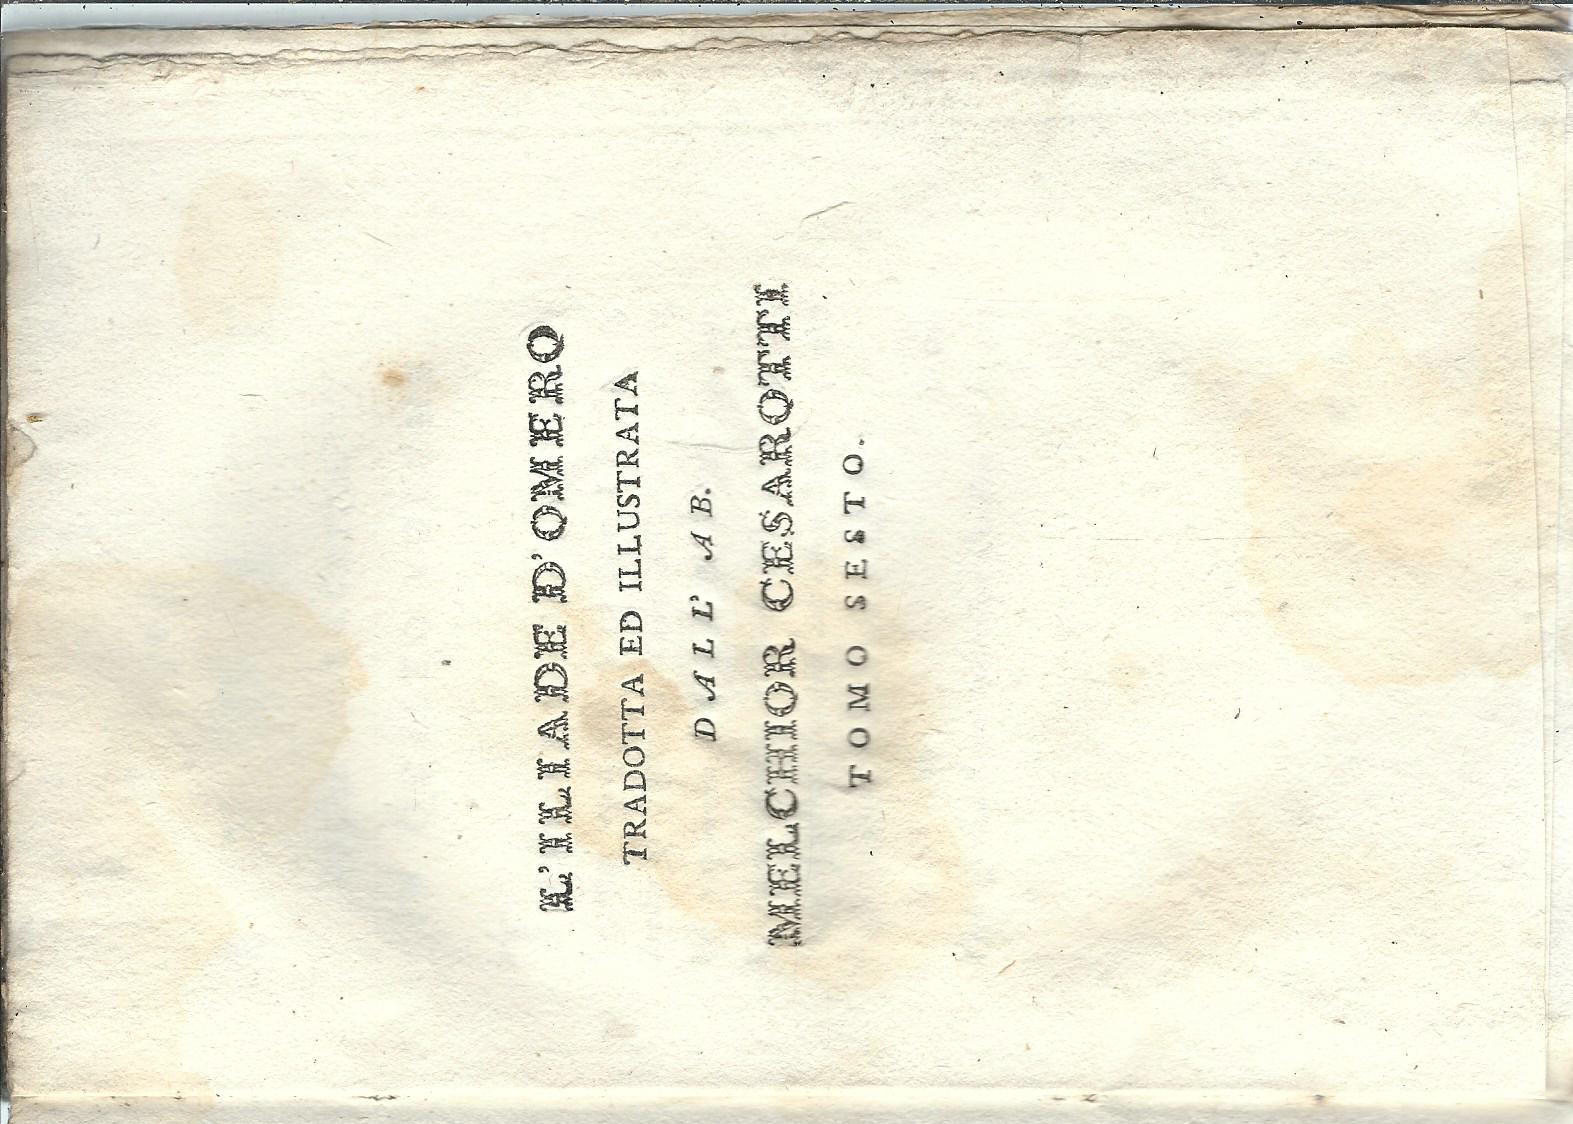 L'ILIADE D'OMERO
TRADOTTA ED ILLUSTRATA
DALL' AB.
MELCHIOR CESAROTTI
TOMO SESTO.